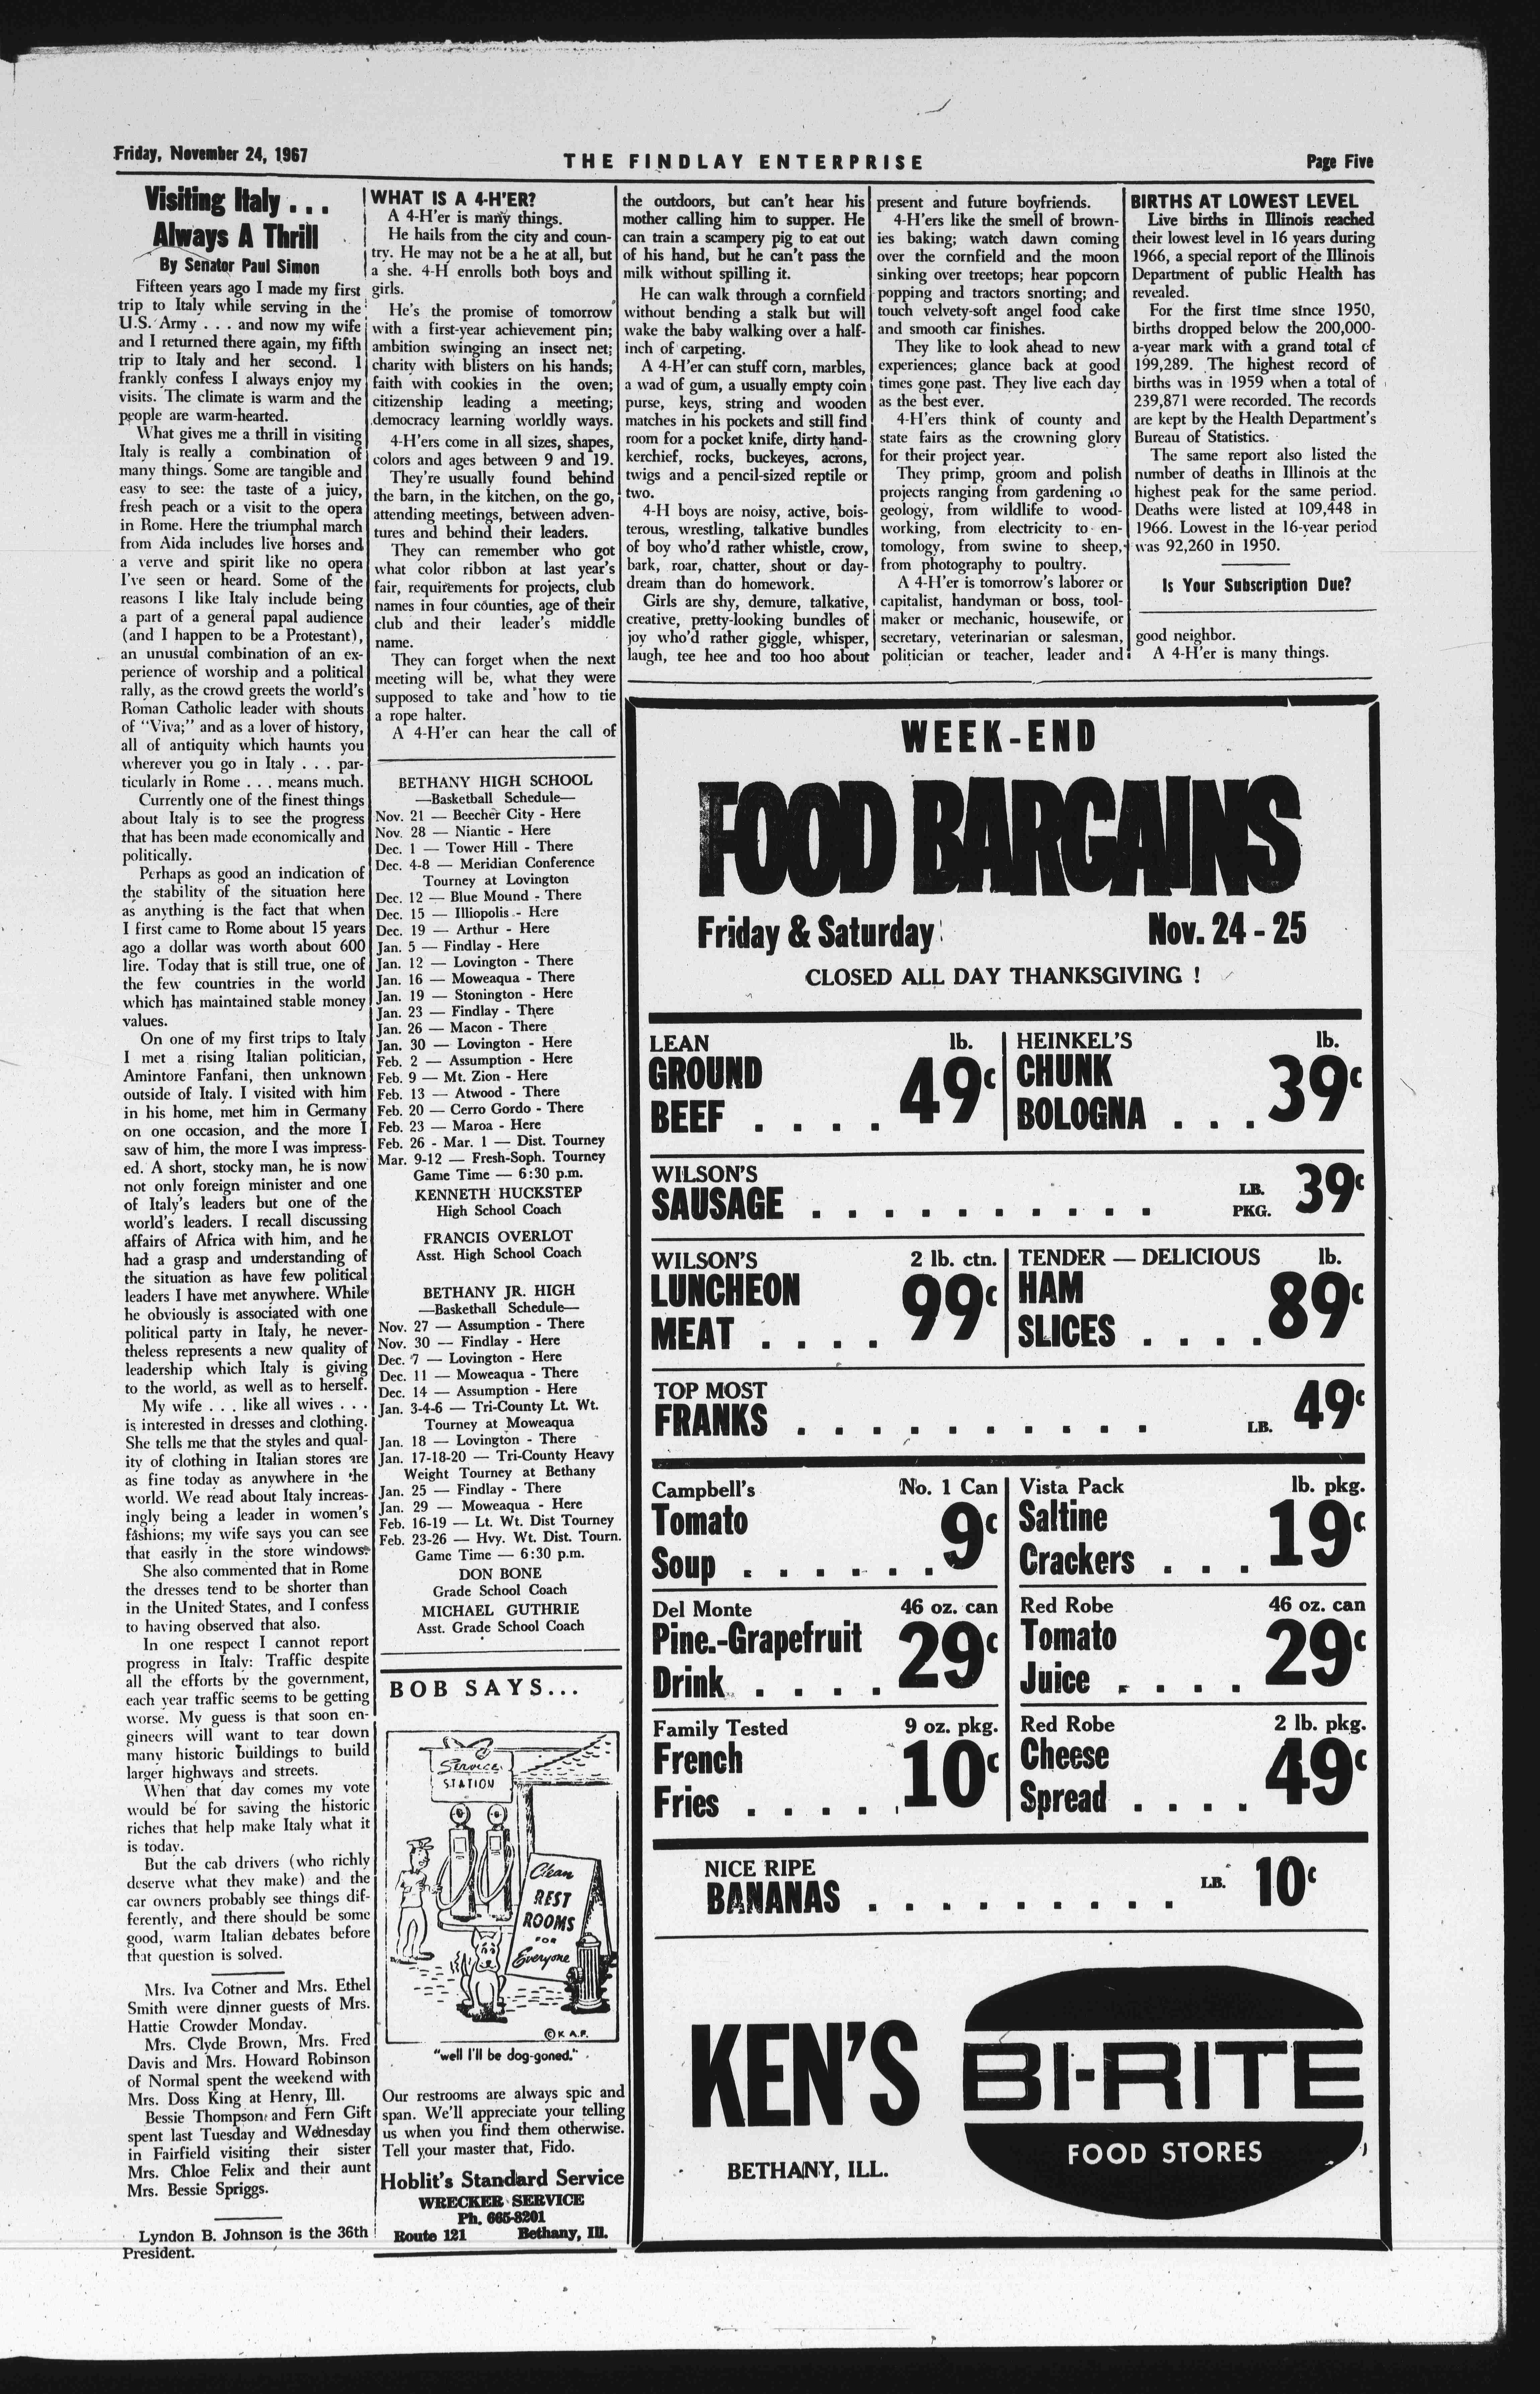 Friday, November 24, 1967
THE FINDLAY ENTERPRISE
Page Five
Visiting Italy . . .
Always A Thrill
By Senator Paul Simon
Fifteen years ago I made my first
trip to Italy while serving in the
U.S. Army . . . and now my wife
and I returned there again, my fifth
trip to Italy and her second. I
frankly confess I always enjoy my
visits. The climate is warm and the
people are warm-hearted.
What gives me a thrill in visiting
Italy is really a combination of
many things. Some are tangible and
easy to see: the taste of a juicy,
fresh peach or a visit to the opera
in Rome. Here the triumphal march
from Aida includes live horses and
a verve and spirit like no opera
I've seen or heard. Some of the
reasons I like Italy include being
a part of a general papal audience
(and I happen to be a Protestant),
an unusual combination of an ex-
perience of worship and a political
rally, as the crowd greets the world's
Roman Catholic leader with shouts
of "Viva;" and as a lover of history,
all of antiquity which haunts you
wherever you go in Italy . . . par-
ticularly in Rome . . . means much.
Currently one of the finest things
about Italy is to see the progress
that has been made economically and
politically.
Perhaps as good an indication of
the stability of the situation here
as anything is the fact that when
I first came to Rome about 15 years
ago a dollar was worth about 600
lire. Today that is still true, one of
the few countries in the world
which has maintained stable money
values.
On one of my first trips to Italy
I met a rising Italian politician,
Amintore Fanfani, then unknown
outside of Italy. I visited with him
in his home, met him in Germany
on one occasion, and the more I
saw of him, the more I was impress-
ed. A short, stocky man, he is now
not only foreign minister and one
of Italy's leaders but one of the
world's leaders. I recall discussing
affairs of Africa with him, and he
had a grasp and understanding of
the situation as have few political
leaders I have met anywhere. While
he obviously is associated with one
political party in Italy, he never-
theless represents a new quality of
leadership which Italy is giving
to the world, as well as to herself.
My wife . . . like all wives . . .
is interested in dresses and clothing.
She tells me that the styles and qual-
ity of clothing in Italian stores are
as fine today as anywhere in the
world. We read about Italy increas-
ingly being a leader in women's
fashions; my wife says you can see
that easily in the store windows.
She also commented that in Rome
the dresses tend to be shorter than
in the United States, and I confess
to having observed that also.
In one respect I cannot report
progress in Italy: Traffic despite
all the efforts by the government,
each year traffic seems to be getting
worse. My guess is that soon en-
gineers will want to tear down
many historic buildings to build
larger highways and streets.
When that day comes my vote
would be for saving the historic
riches that help make Italy what it
is today.
But the cab drivers (who richly
deserve what they make) and the
car owners probably see things dif-
ferently, and there should be some
good, warm Italian debates before
that question is solved.
Mrs. Iva Cotner and Mrs. Ethel
Smith were dinner guests of Mrs.
Hattie Crowder Monday.
Mrs. Clyde Brown, Mrs. Fred
Davis and Mrs. Howard Robinson
of Normal spent the weekend with
Mrs. Doss King at Henry, Ill.
Bessie Thompson and Fern Gift
spent last Tuesday and Wednesday
in Fairfield visiting their sister
Mrs. Chloe Felix and their aunt
Mrs. Bessie Spriggs.
Lyndon B. Johnson is the 36th
President.
WHAT IS A 4-H'ER?
A 4-H'er is many things.
He hails from the city and coun-
try. He may not be a he at all, but
a she. 4-H enrolls both boys and
girls.
He's the promise of tomorrow
with a first-year achievement pin;
ambition swinging an insect net;
charity with blisters on his hands;
faith with cookies in the oven;
citizenship leading a meeting;
democracy learning worldly ways.
4-H'ers come in all sizes, shapes,
colors and ages between 9 and 19.
They're usually found behind
the barn, in the kitchen, on the go,
attending meetings, between adven-
tures and behind their leaders.
They can remember who got
what color ribbon at last year's
fair, requirements for projects, club
names in four counties, age of their
club and their leader's middle
name.
They can forget when the next
meeting will be, what they were
supposed to take and how to tie
a rope halter.
A 4-H'er can hear the call of
BETHANY HIGH SCHOOL
—Basketball Schedule—
Nov. 21 — Beecher City - Here
Nov. 28 — Niantic - Here
Dec. 1 — Tower Hill - There
Dec. 4-8 — Meridian Conference
Tourney at Lovington
Dec. 12 — Blue Mound - There
Dec. 15 — Illiopolis - Here
Dec. 19 — Arthur - Here
Jan. 5 — Findlay - Here
Jan. 12 — Lovington - There
Jan. 16 — Moweaqua - There
Jan. 19 — Stonington - Here
Jan. 23 — Findlay - There
Jan. 26 — Macon - There
Jan. 30 — Lovington - Here
Feb. 2 — Assumption - Here
Feb. 9 — Mt. Zion - Here
Feb. 13 — Atwood - There
Feb. 20 — Cerro Gordo - There
Feb. 23 — Maroa - Here
Feb. 26 - Mar. 1 — Dist. Tourney
Mar. 9-12 — Fresh-Soph. Tourney
Game Time — 6:30 p.m.
KENNETH HUCKSTEP
High School Coach
FRANCIS OVERLOT
Asst. High School Coach
BETHANY JR. HIGH
—Basketball Schedule—
Nov. 27 — Assumption - There
Nov. 30 — Findlay - Here
Dec. 7 — Lovington - Here
Dec. 11 — Moweaqua - There
Dec. 14 — Assumption - Here
Jan. 3-4-6 — Tri-County Lt. Wt.
Tourney at Moweaqua
Jan. 18 — Lovington - There
Jan. 17-18-20 — Tri-County Heavy
Weight Tourney at Bethany
Jan. 25 — Findlay - There
Jan. 29 — Moweaqua - Here
Feb. 16-19 — Lt. Wt. Dist Tourney
Feb. 23-26 — Hvy. Wt. Dist. Tourn.
Game Time — 6:30 p.m.
DON BONE
Grade School Coach
MICHAEL GUTHRIE
Asst. Grade School Coach
BOB SAYS...
Service
STATION
Clean
REST
ROOMS
FOR
Everyone
©K.A.F.
"well I'll be dog-goned."
Our restrooms are always spic and
span. We'll appreciate your telling
us when you find them otherwise.
Tell your master that, Fido.
Hoblit's Standard Service
WRECKER SERVICE
Ph. 665-8201
Route 121 Bethany, Ill.
the outdoors, but can't hear his
mother calling him to supper. He
can train a scampery pig to eat out
of his hand, but he can't pass the
milk without spilling it.
He can walk through a cornfield
without bending a stalk but will
wake the baby walking over a half-
inch of carpeting.
A 4-H'er can stuff corn, marbles,
a wad of gum, a usually empty coin
purse, keys, string and wooden
matches in his pockets and still find
room for a pocket knife, dirty hand-
kerchief, rocks, buckeyes, acrons,
twigs and a pencil-sized reptile or
two.
4-H boys are noisy, active, bois-
terous, wrestling, talkative bundles
of boy who'd rather whistle, crow,
bark, roar, chatter, shout or day-
dream than do homework.
Girls are shy, demure, talkative,
creative, pretty-looking bundles of
joy who'd rather giggle, whisper,
laugh, tee hee and too hoo about
present and future boyfriends.
4-H'ers like the smell of brown-
ies baking; watch dawn coming
over the cornfield and the moon
sinking over treetops; hear popcorn
popping and tractors snorting; and
touch velvety-soft angel food cake
and smooth car finishes.
They like to look ahead to new
experiences; glance back at good
times gone past. They live each day
as the best ever.
4-H'ers think of county and
state fairs as the crowning glory
for their project year.
They primp, groom and polish
projects ranging from gardening to
geology, from wildlife to wood-
working, from electricity to en-
tomology, from swine to sheep,
from photography to poultry.
A 4-H'er is tomorrow's laborer or
capitalist, handyman or boss, tool-
maker or mechanic, housewife, or
secretary, veterinarian or salesman,
politician or teacher, leader and
BIRTHS AT LOWEST LEVEL
Live births in Illinois reached
their lowest level in 16 years during
1966, a special report of the Illinois
Department of public Health has
revealed.
For the first time since 1950,
births dropped below the 200,000-
a-year mark with a grand total of
199,289. The highest record of
births was in 1959 when a total of
239,871 were recorded. The records
are kept by the Health Department's
Bureau of Statistics.
The same report also listed the
number of deaths in Illinois at the
highest peak for the same period.
Deaths were listed at 109,448 in
1966. Lowest in the 16-year period
was 92,260 in 1950.
Is Your Subscription Due?
good neighbor.
A 4-H'er is many things.
WEEK-END
FOOD BARGAINS
Friday & Saturday Nov. 24 - 25
CLOSED ALL DAY THANKSGIVING !
LEAN lb.
GROUND
BEEF . . . . 49c
HEINKEL'S lb.
CHUNK
BOLOGNA . . . 39c
WILSON'S
SAUSAGE . . . . . . . . . . . LB. PKG. 39c
WILSON'S 2 lb. ctn.
LUNCHEON
MEAT . . . . 99c
TENDER — DELICIOUS lb.
HAM
SLICES . . . . 89c
TOP MOST
FRANKS . . . . . . . . . . . LB. 49c
Campbell's No. 1 Can
Tomato
Soup . . . . . . 9c
Vista Pack lb. pkg.
Saltine
Crackers . . . 19c
Del Monte 46 oz. can
Pine.-Grapefruit
Drink . . . . 29c
Red Robe 46 oz. can
Tomato
Juice . . . . 29c
Family Tested 9 oz. pkg.
French
Fries . . . . . 10c
Red Robe 2 lb. pkg.
Cheese
Spread . . . . 49c
NICE RIPE
BANANAS . . . . . . . . . LB. 10c
KEN'S
BETHANY, ILL.
BI-RITE
FOOD STORES